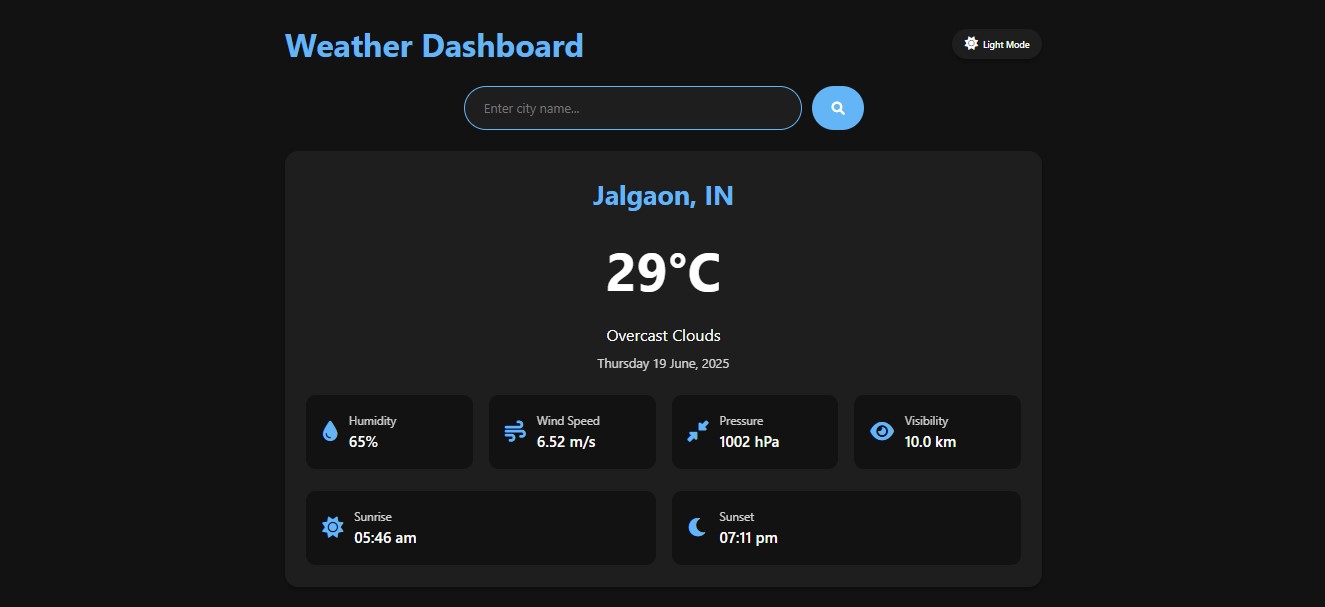 Weather Dashboard
Light Mode
Enter city name...
Jalgaon, IN
29°C
Overcast Clouds
Thursday 19 June, 2025
Humidity
65%
Wind Speed
6.52 m/s
Pressure
1002 hPa
Visibility
10.0 km
Sunrise
05:46 am
Sunset
07:11 pm